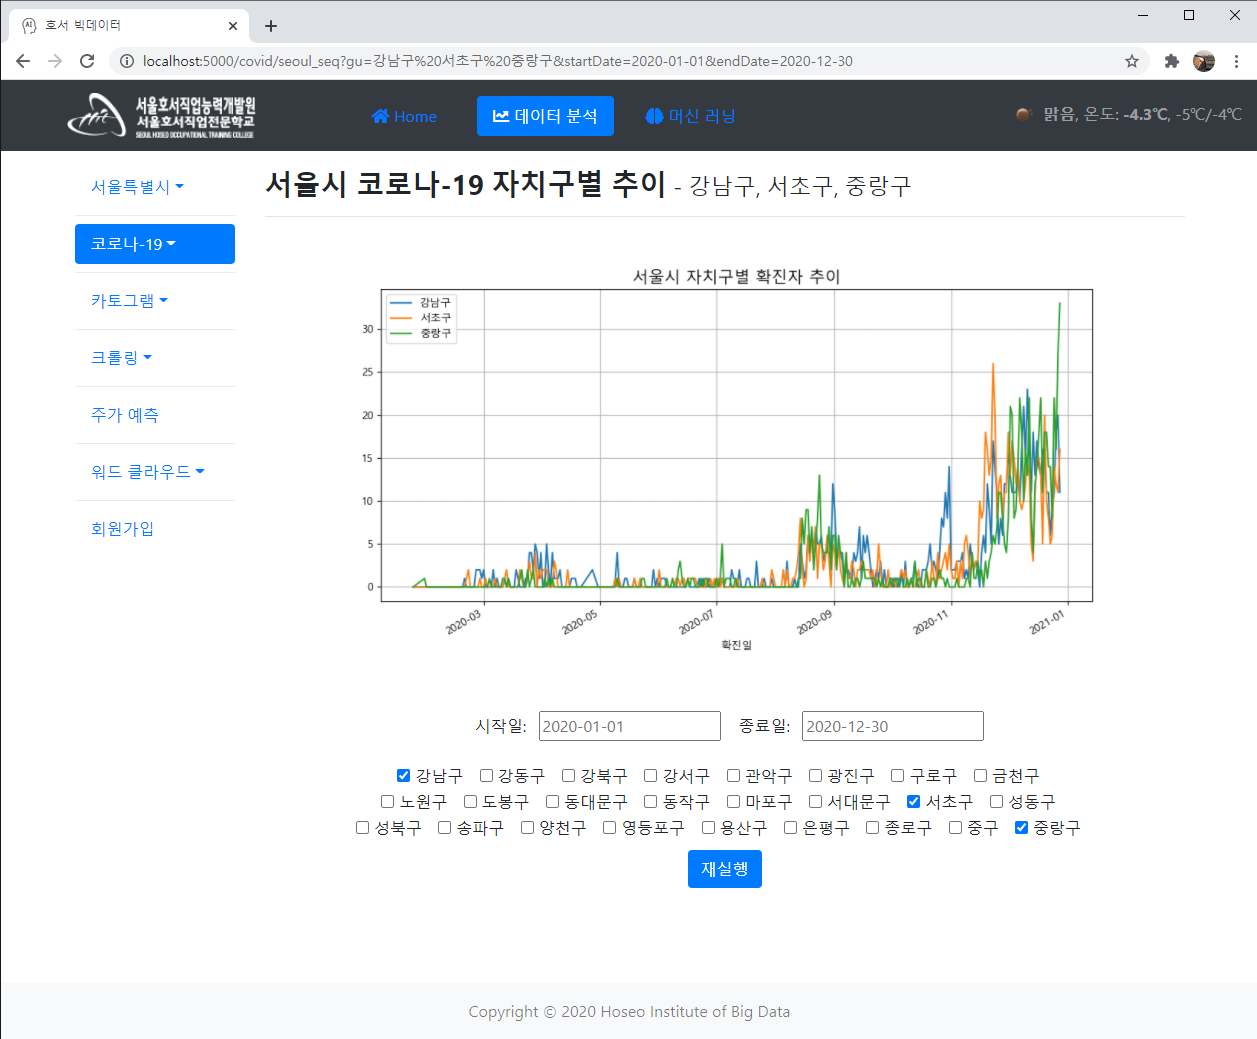 호서 빅데이터
localhost:5000/covid/seoul_seq?gu=강남구%20서초구%20중랑구&startDate=2020-01-01&endDate=2020-12-30
서울호서직업능력개발원
서울호서직업전문학교
SEOUL HOSEO OCCUPATIONAL TRAINING COLLEGE
Home
데이터 분석
머신 러닝
맑음, 온도: -4.3℃, -5℃/-4℃
서울특별시
코로나-19
카토그램
크롤링
주가 예측
워드 클라우드
회원가입
서울시 코로나-19 자치구별 추이 - 강남구, 서초구, 중랑구
서울시 자치구별 확진자 추이
강남구
서초구
중랑구
30
25
20
15
10
5
0
2020-03 2020-05 2020-07 2020-09 2020-11 2021-01
확진일
시작일: 2020-01-01 종료일: 2020-12-30
강남구 강동구 강북구 강서구 관악구 광진구 구로구 금천구
노원구 도봉구 동대문구 동작구 마포구 서대문구 서초구 성동구
성북구 송파구 양천구 영등포구 용산구 은평구 종로구 중구 중랑구
재실행
Copyright © 2020 Hoseo Institute of Big Data